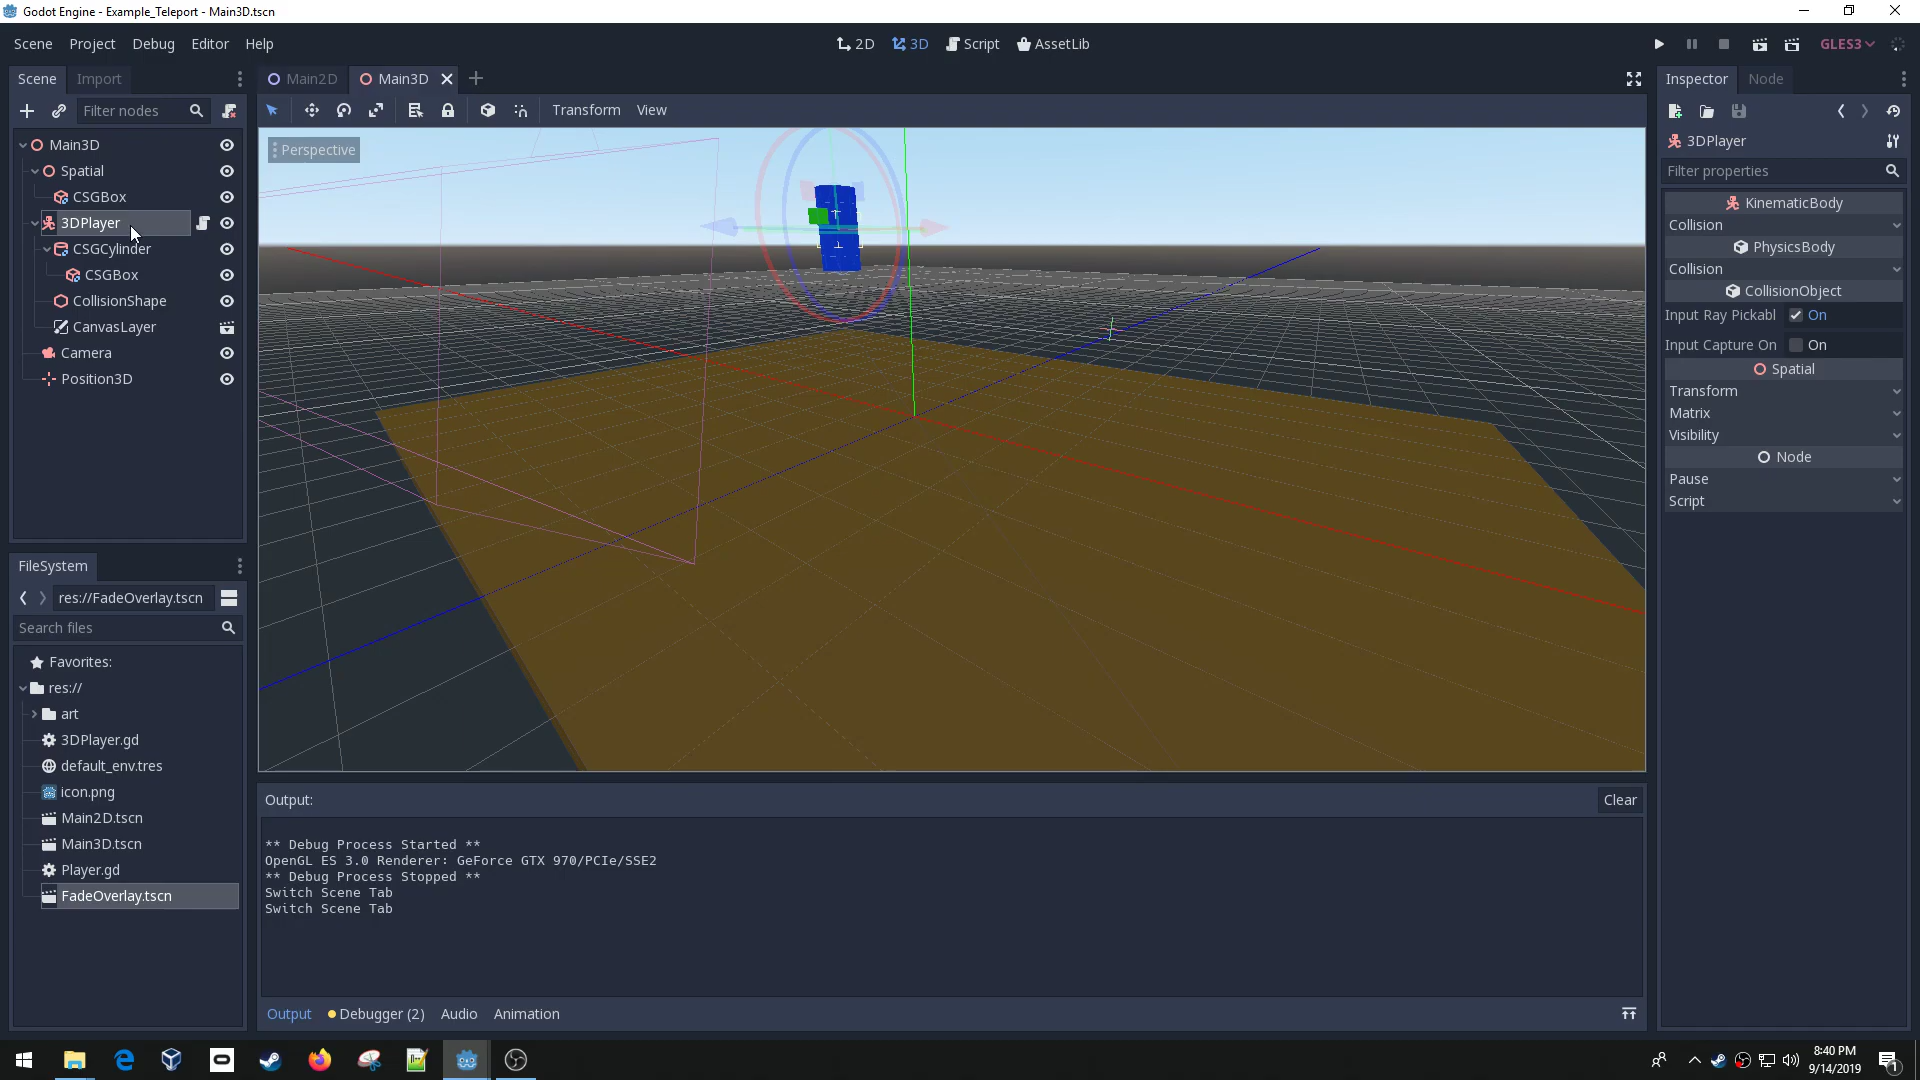 Godot Engine - Example_Teleport - Main3D.tscn
Scene Project Debug Editor Help
2D 3D Script AssetLib
GLES3
Scene Import
Filter nodes
Main3D
Spatial
CSGBox
3DPlayer
CSGCylinder
CSGBox
CollisionShape
CanvasLayer
Camera
Position3D
FileSystem
res://FadeOverlay.tscn
Search files
Favorites:
res://
art
3DPlayer.gd
default_env.tres
icon.png
Main2D.tscn
Main3D.tscn
Player.gd
FadeOverlay.tscn
Main2D Main3D
Transform View
Perspective
Output:
Clear
** Debug Process Started **
OpenGL ES 3.0 Renderer: GeForce GTX 970/PCIe/SSE2
** Debug Process Stopped **
Switch Scene Tab
Switch Scene Tab
Output Debugger (2) Audio Animation
Inspector Node
3DPlayer
Filter properties
KinematicBody
Collision
PhysicsBody
Collision
CollisionObject
Input Ray Pickabl On
Input Capture On On
Spatial
Transform
Matrix
Visibility
Node
Pause
Script
8:40 PM
9/14/2019
1